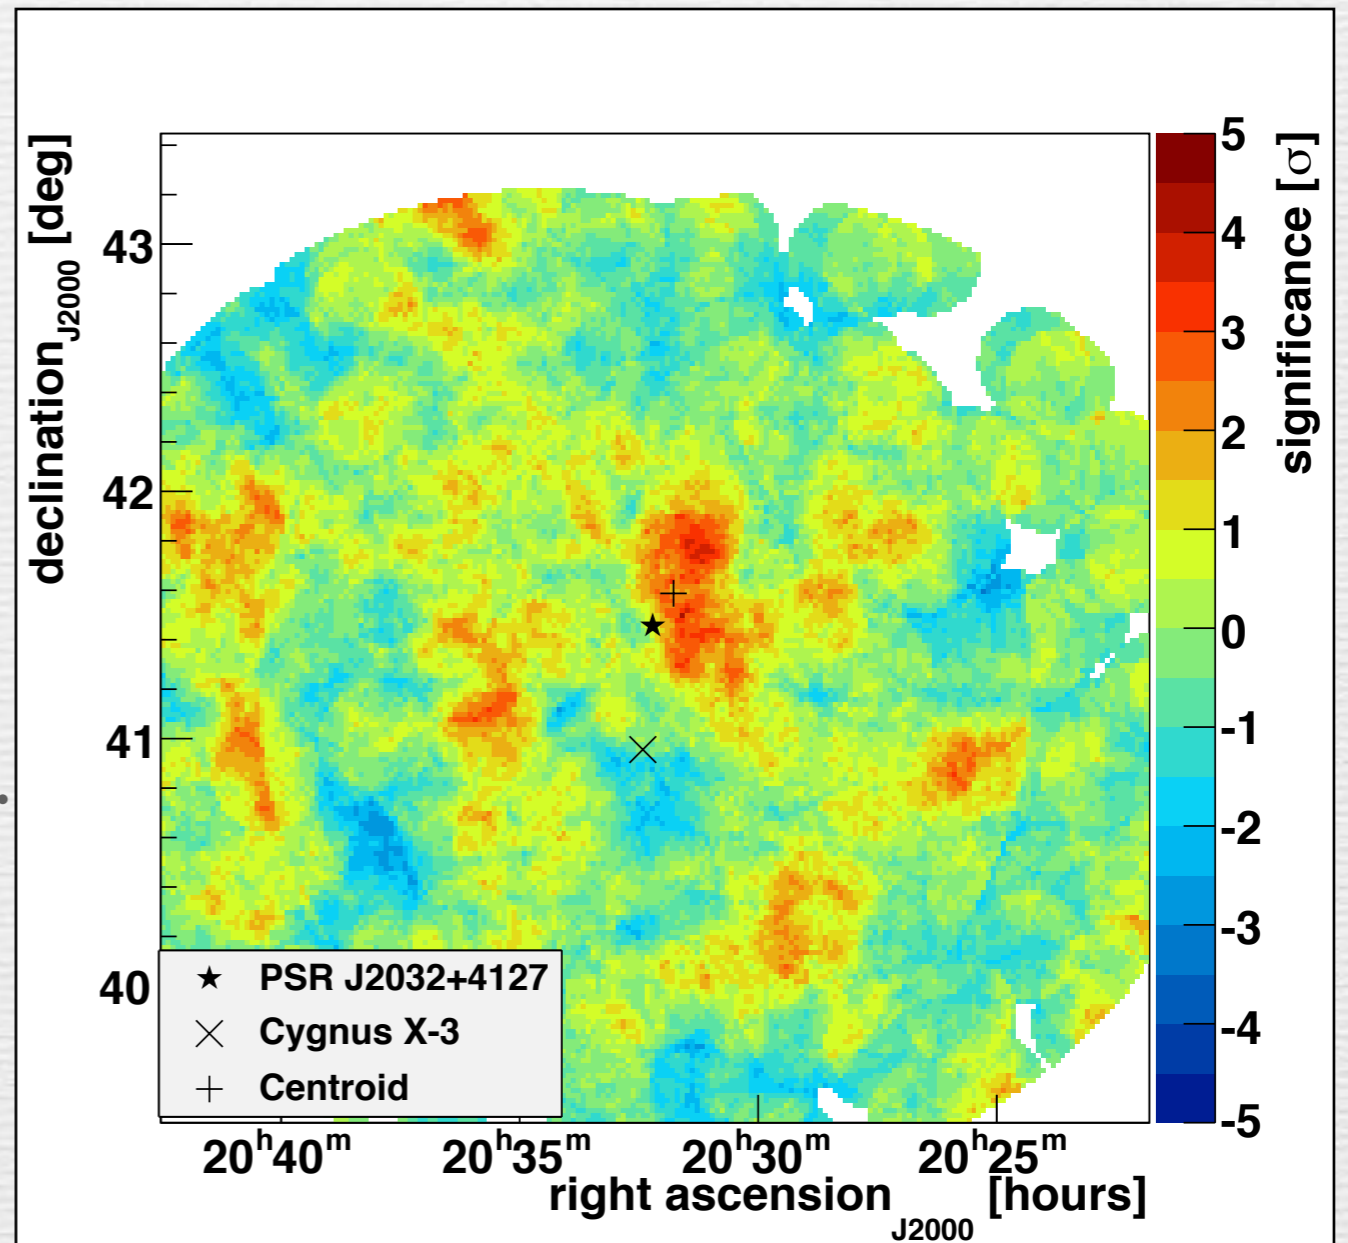 declination J2000 [deg]
43
42
41
40
5
4
3
2
1
0
-1
-2
-3
-4
-5
significance [σ]
★ PSR J2032+4127
× Cygnus X-3
+ Centroid
20h40m 20h35m 20h30m 20h25m
right ascension J2000 [hours]